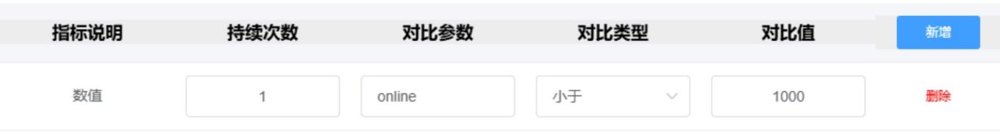 指标说明 持续次数 对比参数 对比类型 对比值 新增
数值 1 online 小于 1000 删除